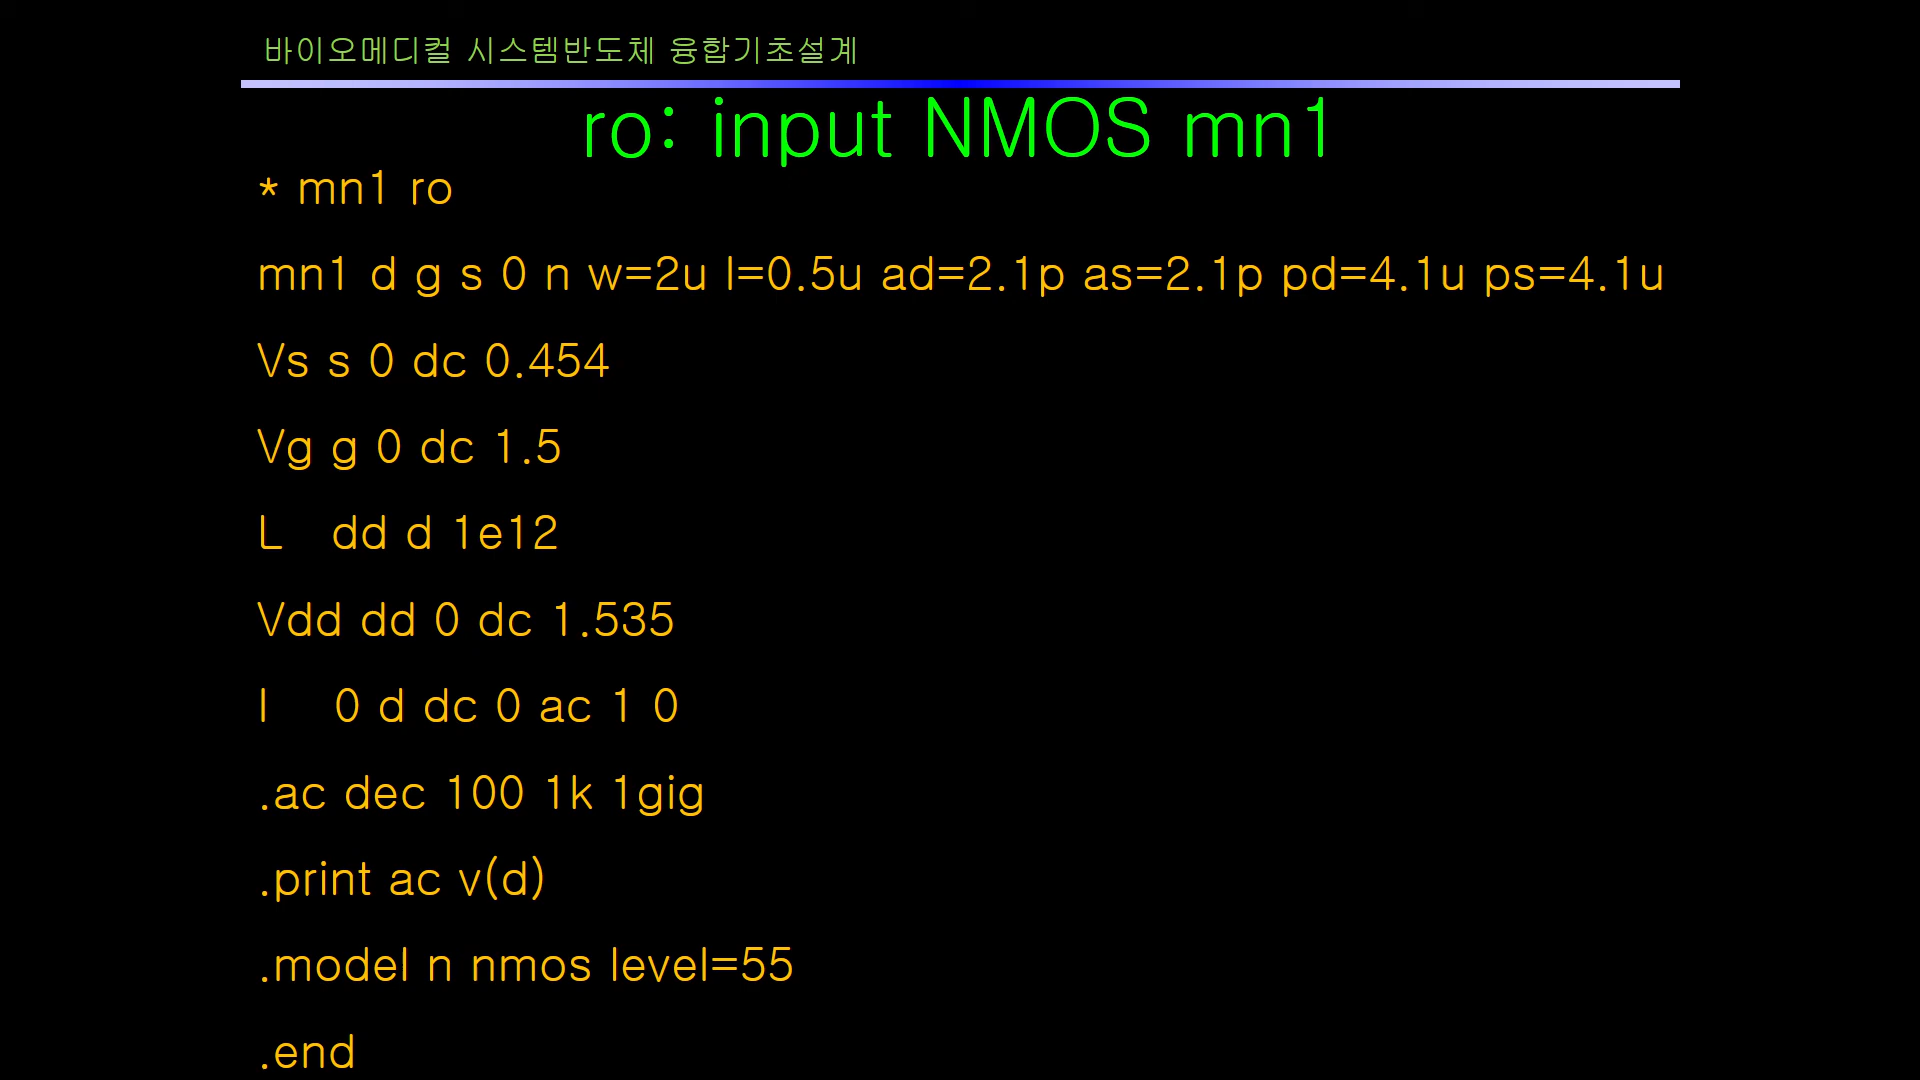 바이오메디컬 시스템반도체 융합기초설계
ro: input NMOS mn1
* mn1 ro
mn1 d g s 0 n w=2u l=0.5u ad=2.1p as=2.1p pd=4.1u ps=4.1u
Vs s 0 dc 0.454
Vg g 0 dc 1.5
L dd d 1e12
Vdd dd 0 dc 1.535
I 0 d dc 0 ac 1 0
.ac dec 100 1k 1gig
.print ac v(d)
.model n nmos level=55
.end